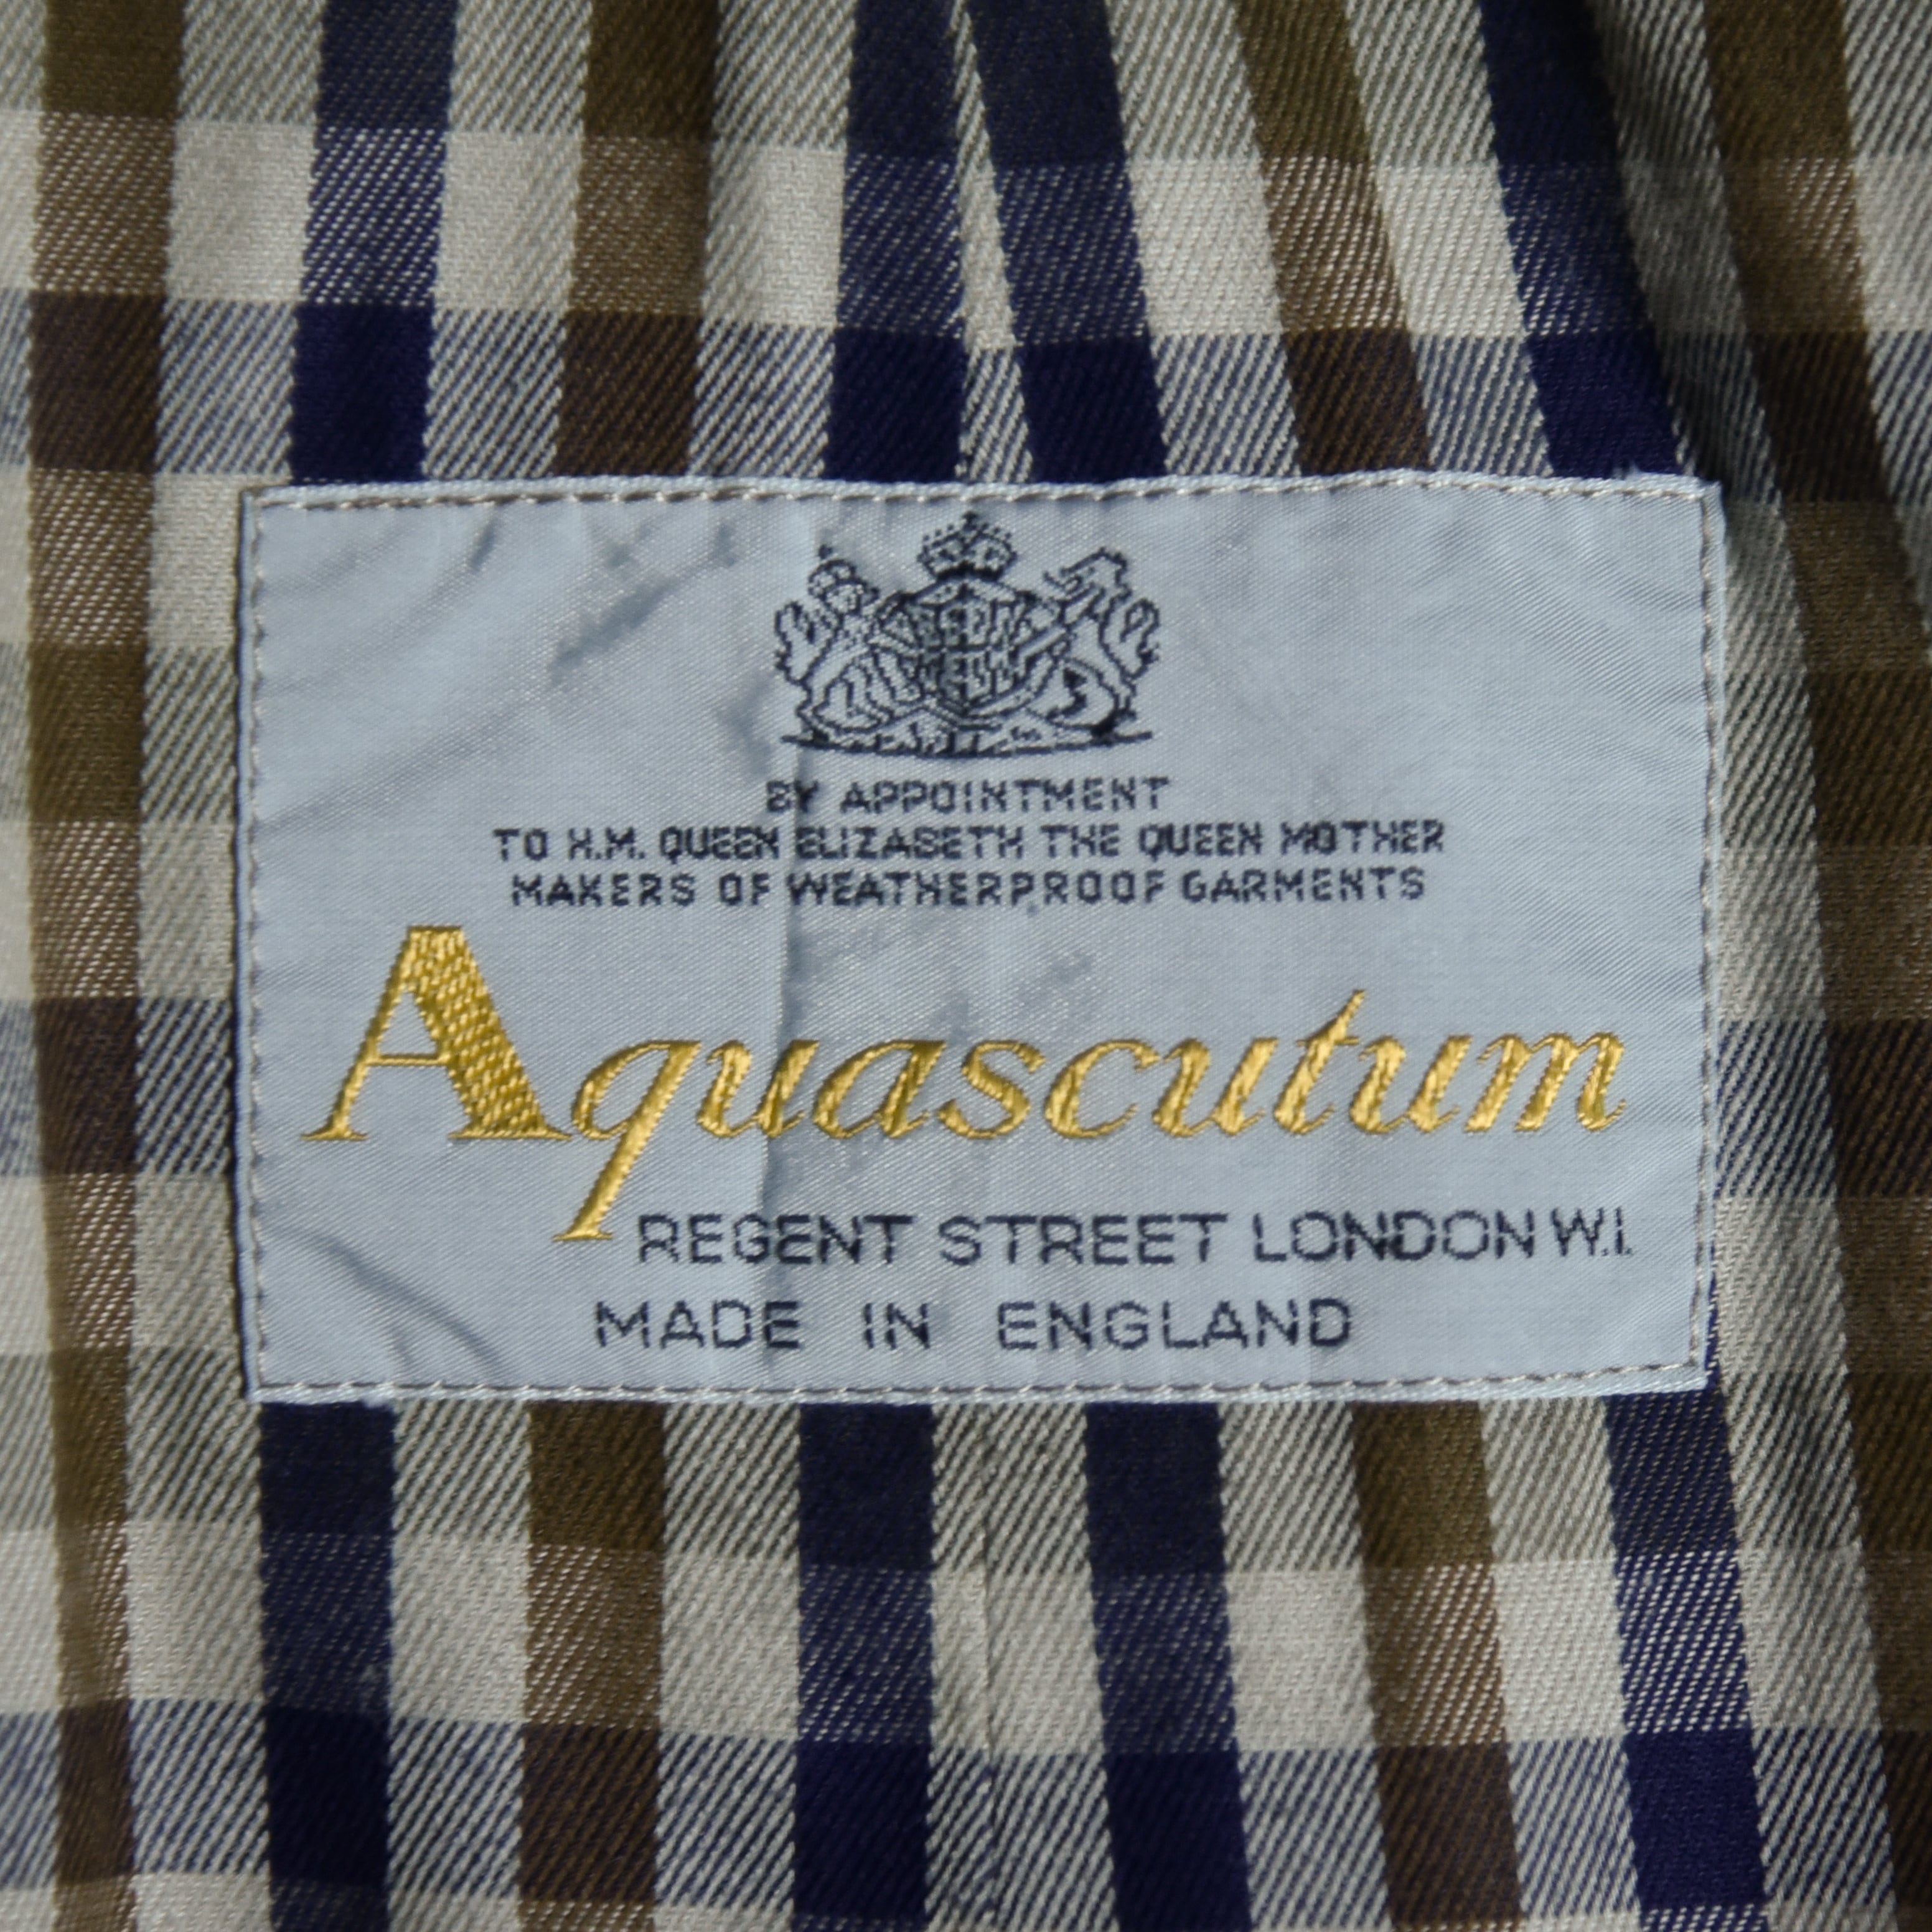 BY APPOINTMENT
TO H.M. QUEEN ELIZABETH THE QUEEN MOTHER
MAKERS OF WEATHERPROOF GARMENTS
Aquascutum
REGENT STREET LONDON W.I.
MADE IN ENGLAND